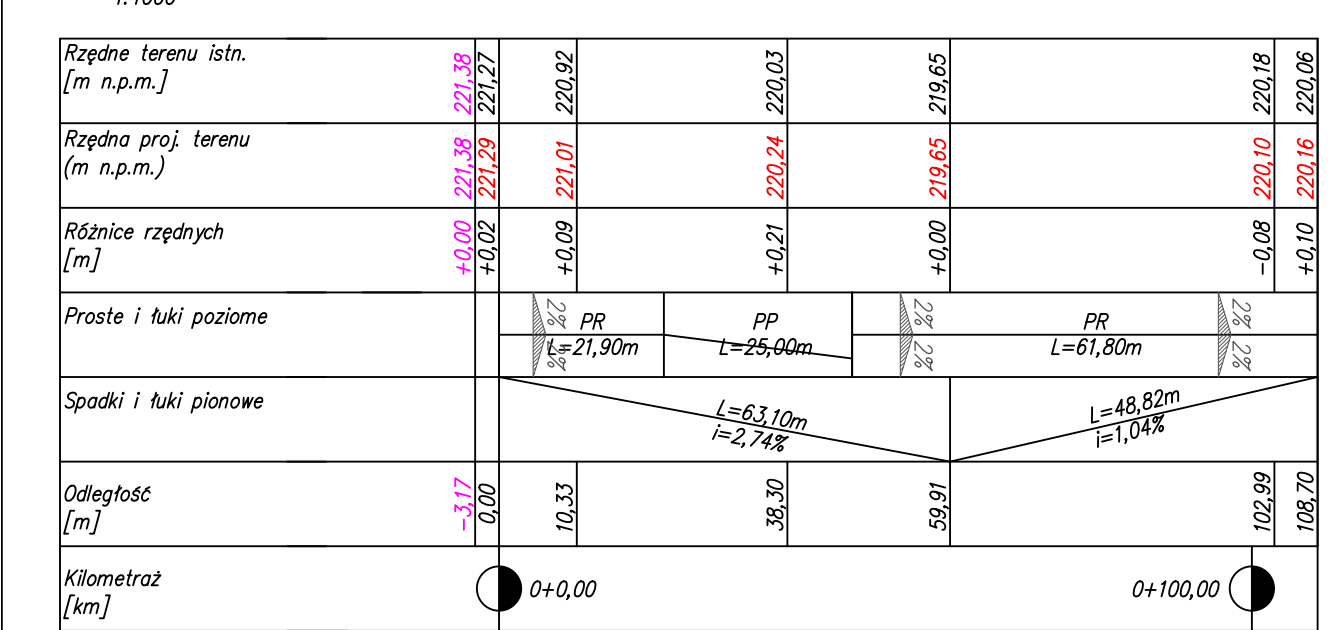 Rzędne terenu istn.
[m n.p.m.]
221,38 221,27 220,92 220,03 219,65 220,18 220,06
Rzędna proj. terenu
(m n.p.m.)
221,38 221,29 221,01 220,24 219,65 220,10 220,16
Różnice rzędnych
[m]
+0,00 +0,02 +0,09 +0,21 +0,00 -0,08 +0,10
Proste i łuki poziome
2% PR PP 2% PR 2%
2% L=21,90m L=25,00m 2% L=61,80m 2%
Spadki i łuki pionowe
L=63,10m
i=2,74%
L=48,82m
i=1,04%
Odległość
[m]
-3,17 0,00 10,33 38,30 59,91 102,99 108,70
Kilometraż
[km]
0+0,00 0+100,00